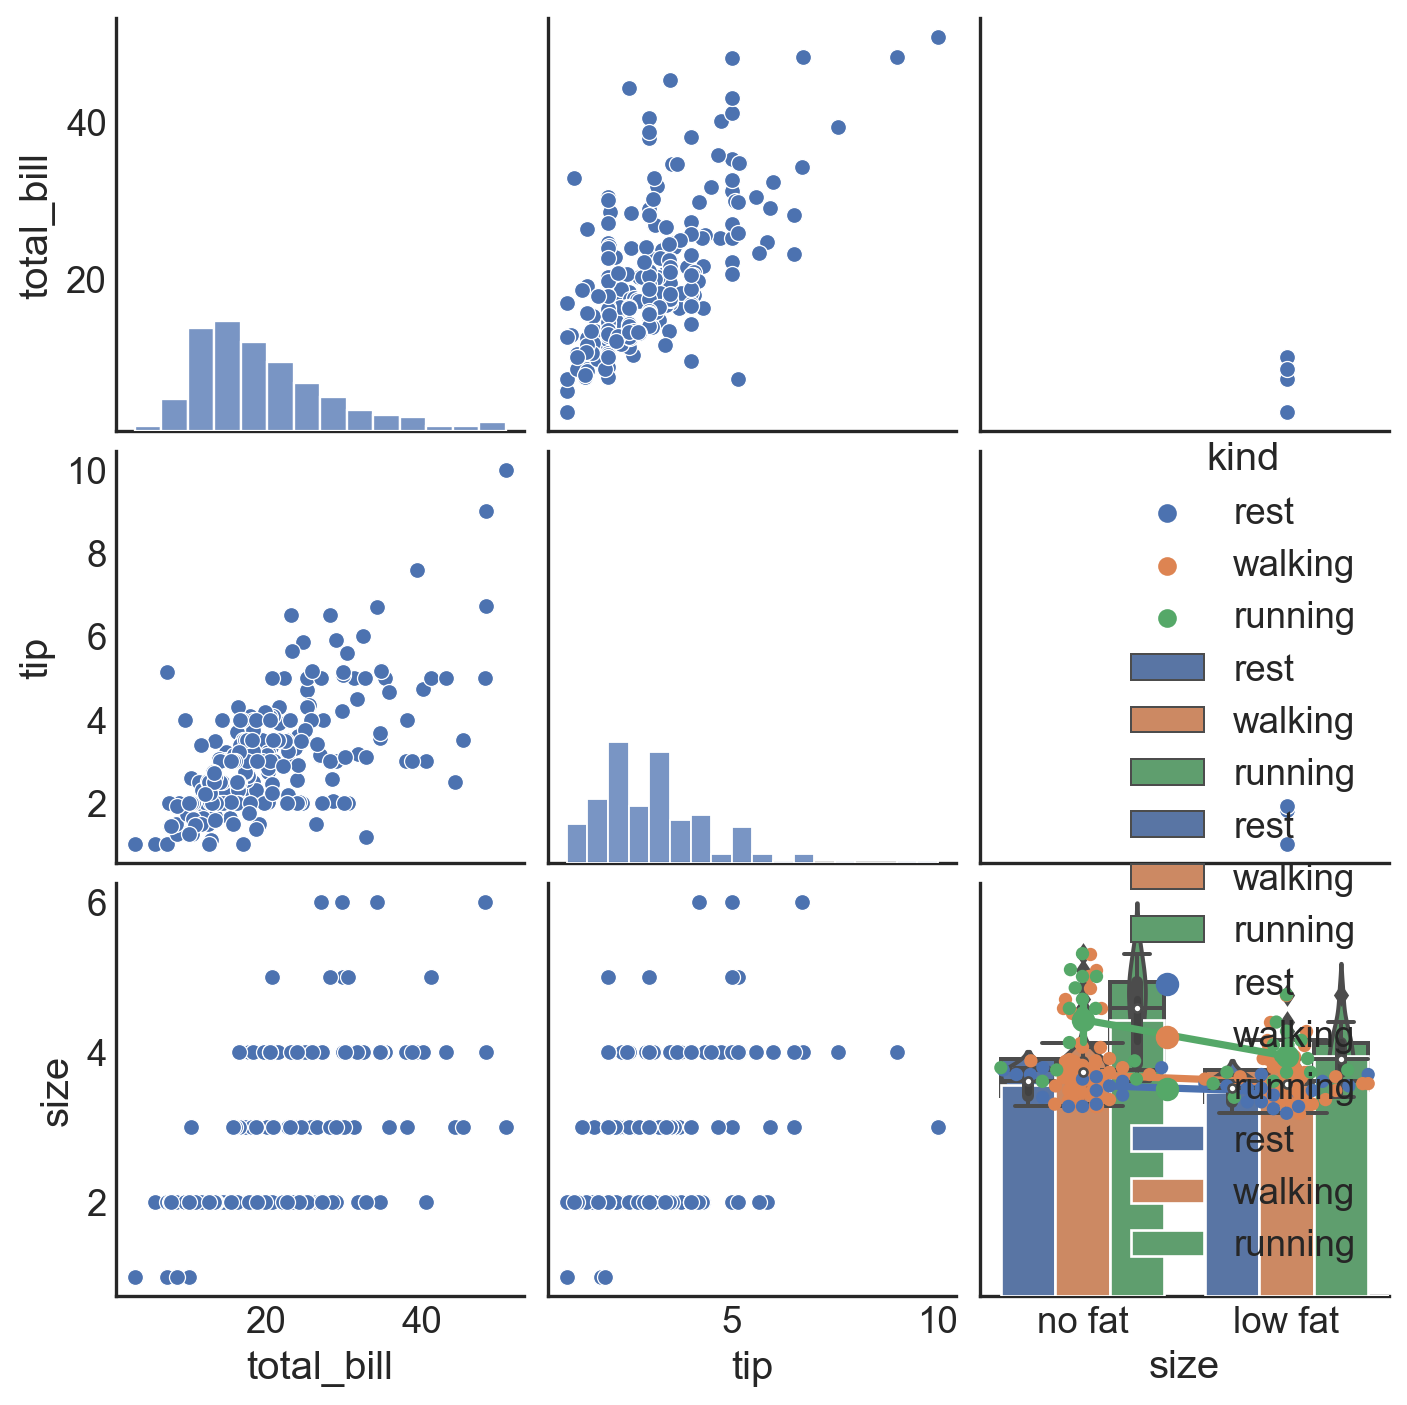 total_bill
40
20
tip
10
8
6
4
2
size
6
4
2
20
40
total_bill
5
10
tip
no fat
low fat
size
kind
rest
walking
running
rest
walking
running
rest
walking
running
rest
walking
running
rest
walking
running